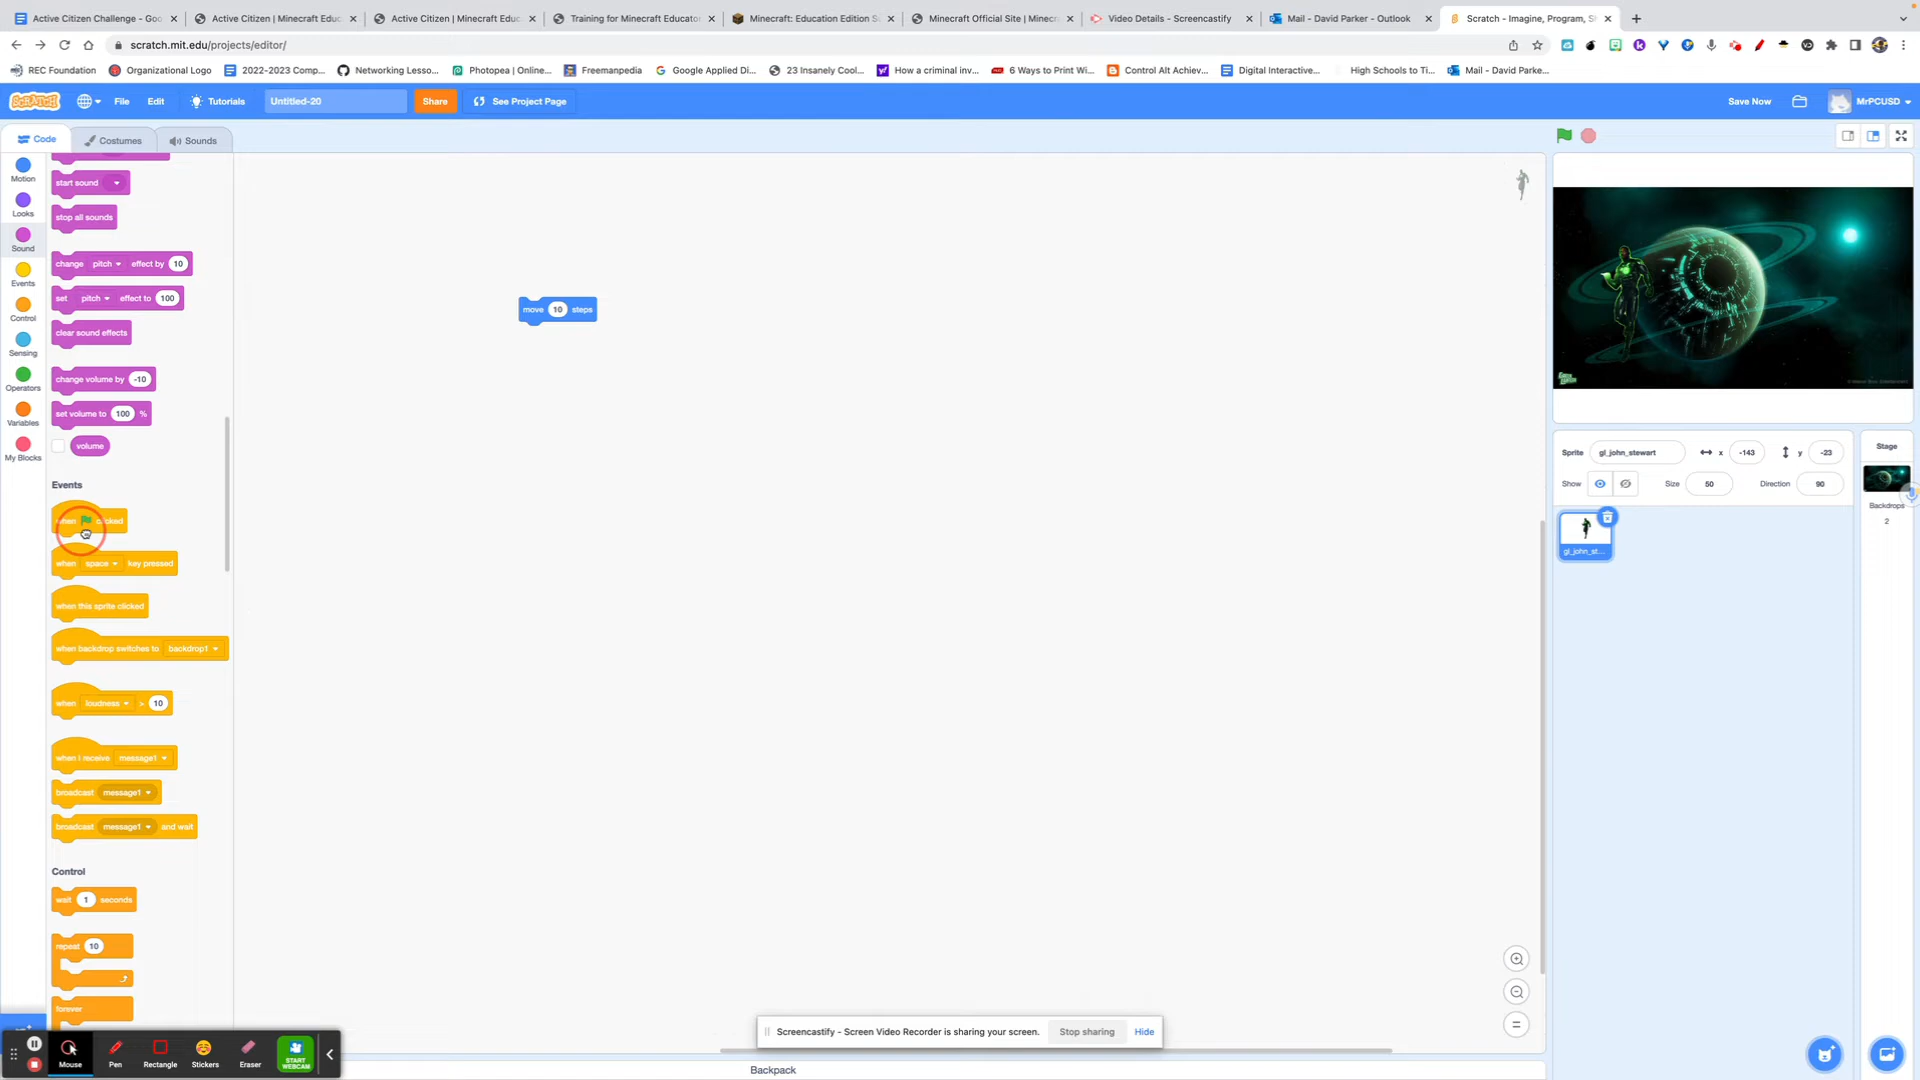 Active Citizen Challenge - Goo
Active Citizen | Minecraft Educ
Active Citizen | Minecraft Educ
Training for Minecraft Educator
Minecraft: Education Edition S
Minecraft Official Site | Minecr
Video Details - Screencastify
Mail - David Parker - Outlook
Scratch - Imagine, Program, S
scratch.mit.edu/projects/editor/
REC Foundation
Organizational Logo
2022-2023 Comp...
Networking Lesso...
Photopea | Online...
Freemanpedia
Google Applied Di...
23 Insanely Cool...
How a criminal inv...
6 Ways to Print Wi...
Control Alt Achiev...
Digital Interactive...
High Schools to Ti...
Mail - David Parke...
SCRATCH
File
Edit
Tutorials
Untitled-20
Share
See Project Page
Save Now
MrPCUSD
Code
Costumes
Sounds
Motion
Looks
Sound
Events
Control
Sensing
Operators
Variables
My Blocks
start sound
stop all sounds
change pitch effect by 10
set pitch effect to 100
clear sound effects
change volume by -10
set volume to 100 %
volume
Events
when clicked
when space key pressed
when this sprite clicked
when backdrop switches to backdrop1
when loudness > 10
when I receive message1
broadcast message1
broadcast message1 and wait
Control
wait 1 seconds
repeat 10
forever
move 10 steps
Sprite gl_john_stewart x -143 y -23
Show Size 50 Direction 90
gl_john_st...
Stage
Backdrops
2
Screencastify - Screen Video Recorder is sharing your screen.
Stop sharing
Hide
Mouse
Pen
Rectangle
Stickers
Eraser
START WEBCAM
Backpack